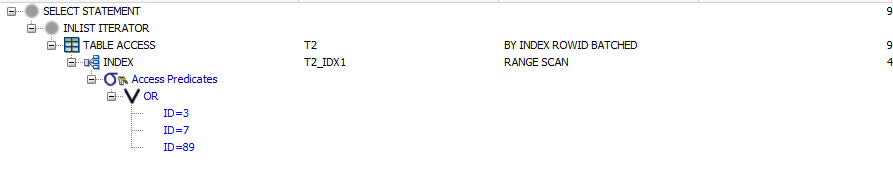 SELECT STATEMENT 9
INLIST ITERATOR
TABLE ACCESS T2 BY INDEX ROWID BATCHED 9
INDEX T2_IDX1 RANGE SCAN 4
Access Predicates
OR
ID=3
ID=7
ID=89